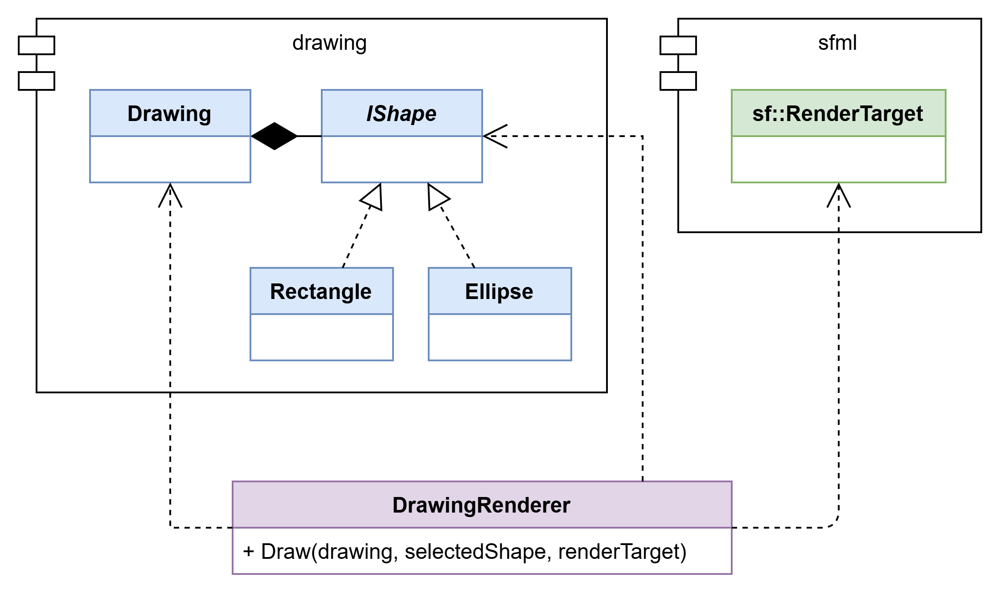 drawing
sfml
Drawing
IShape
sf::RenderTarget
Rectangle
Ellipse
DrawingRenderer
+ Draw(drawing, selectedShape, renderTarget)